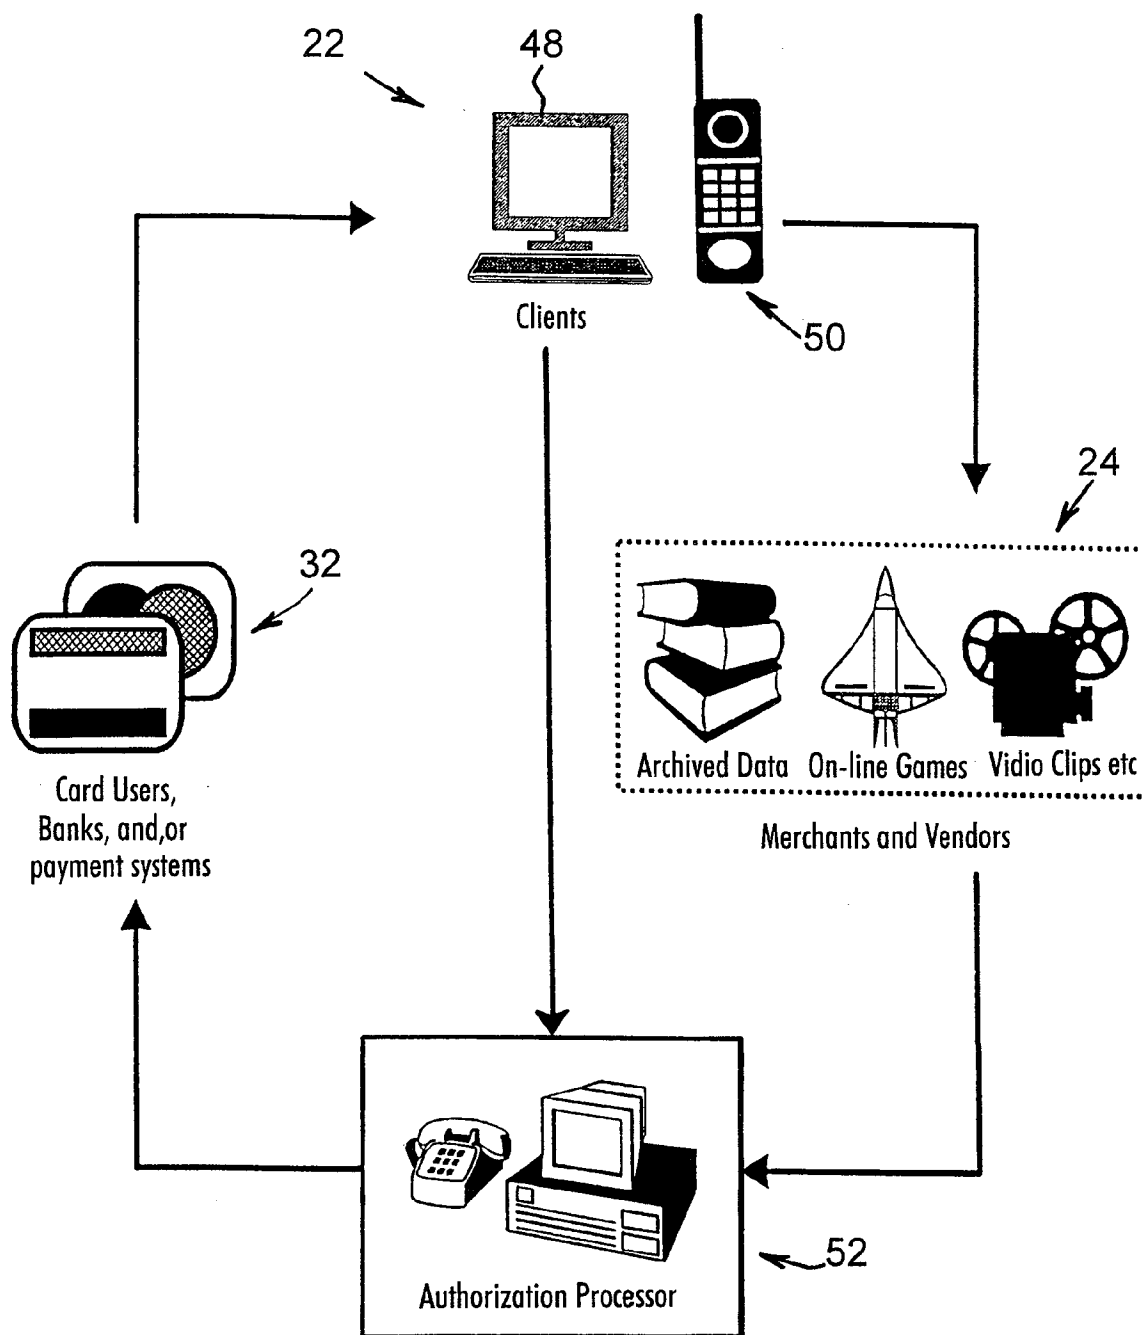 22
48
Clients
50
24
32
Archived Data
On-line Games
Vidio Clips etc
Card Users,
Banks, and,or
payment systems
Merchants and Vendors
52
Authorization Processor